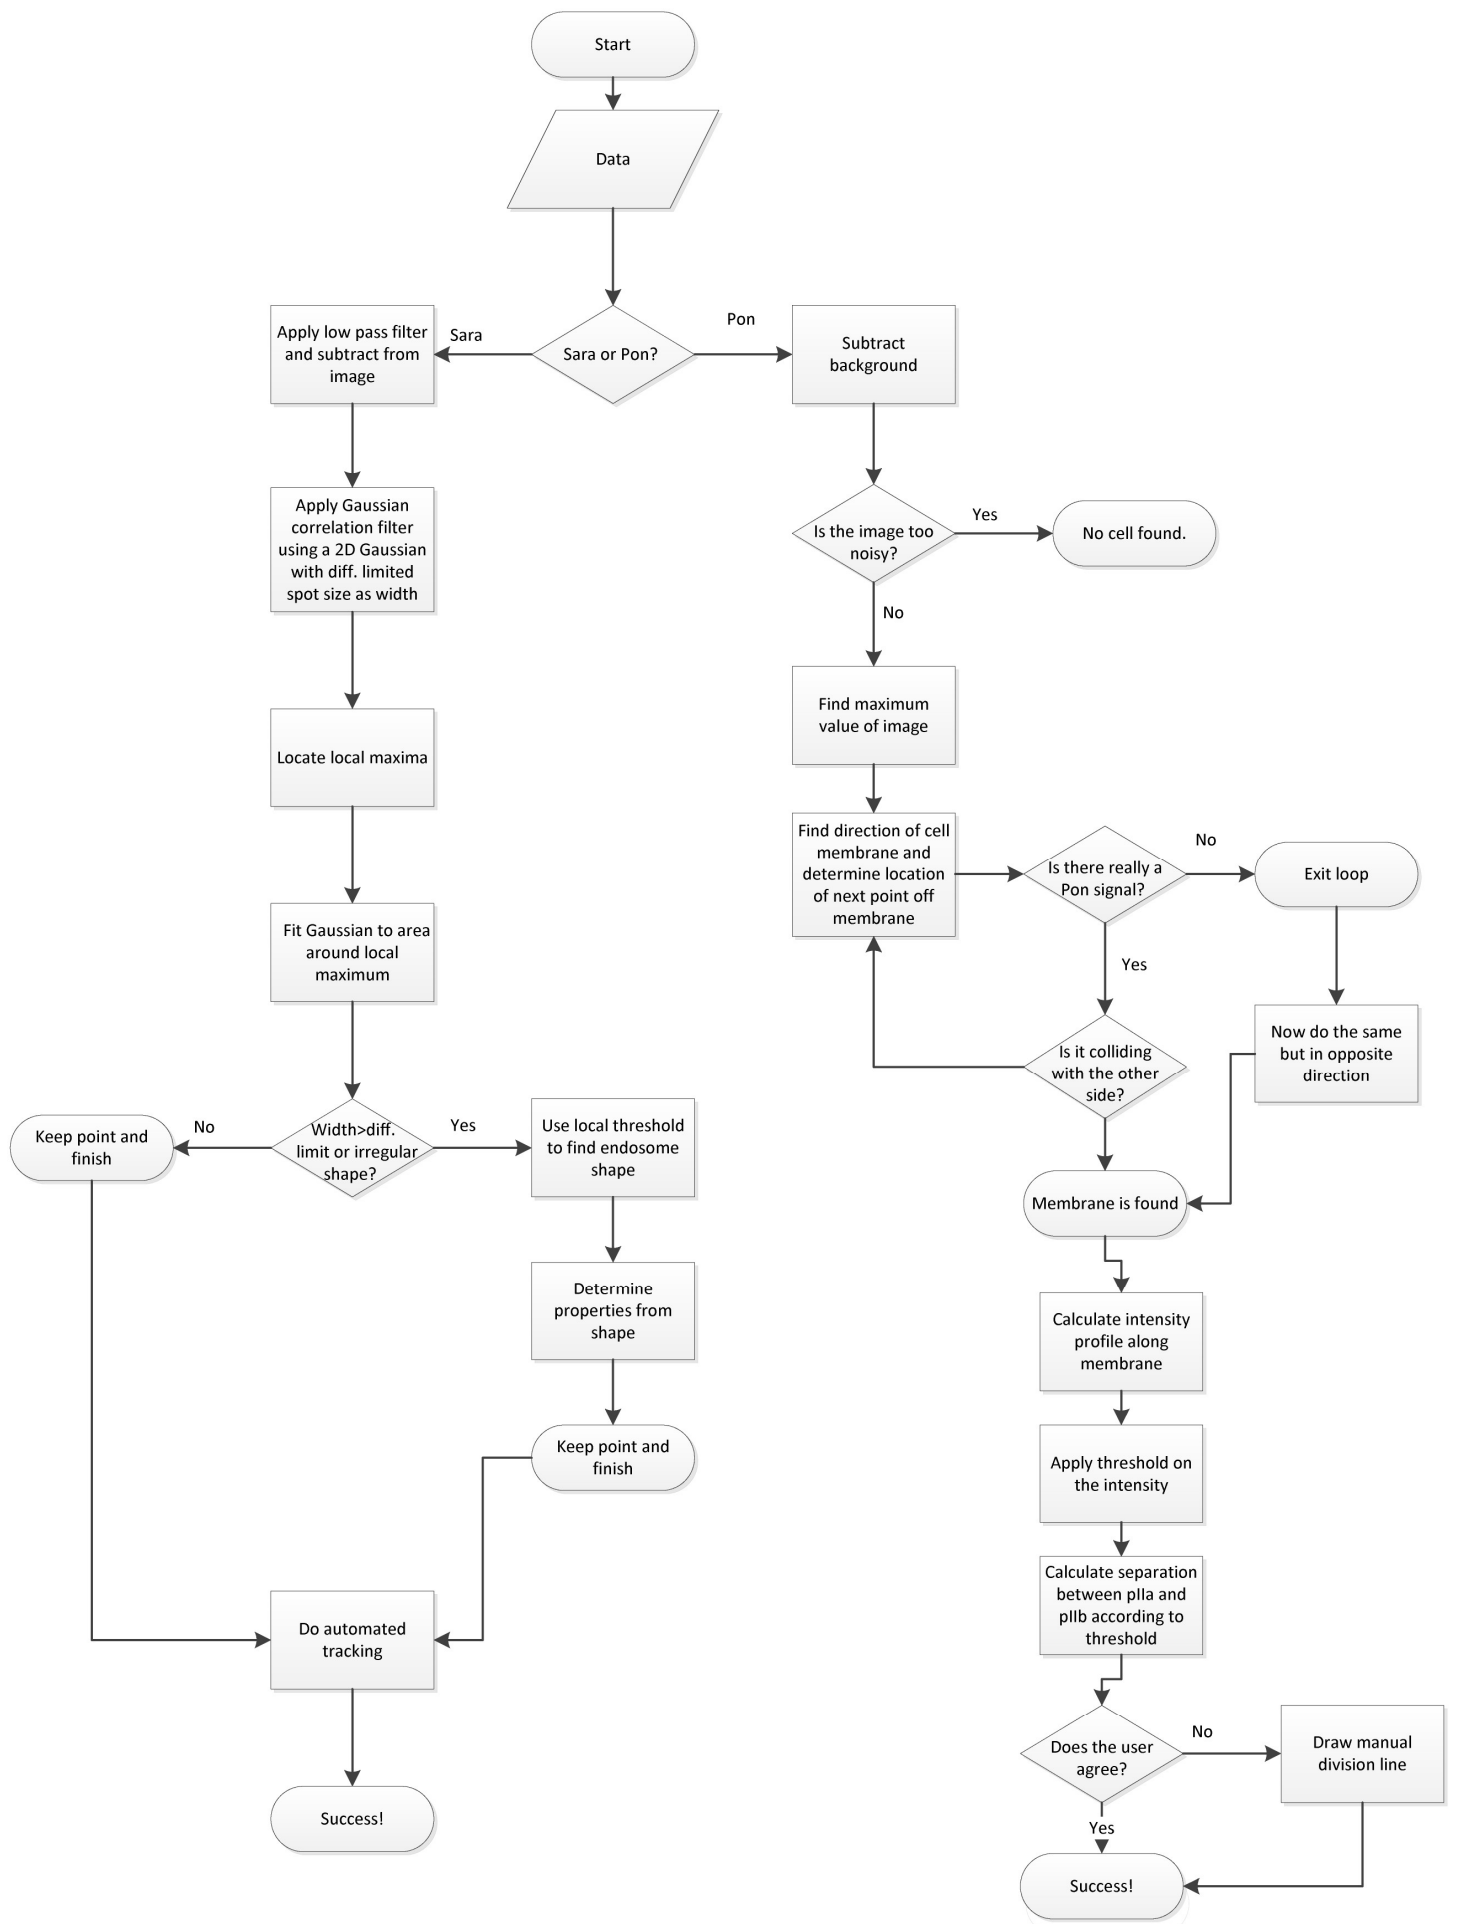 Start
Data
Sara or Pon?
Sara
Pon
Apply low pass filter
and subtract from
image
Subtract
background
Apply Gaussian
correlation filter
using a 2D Gaussian
with diff. limited
spot size as width
Is the image too
noisy?
Yes
No cell found.
No
Locate local maxima
Find maximum
value of image
Find direction of cell
membrane and
determine location
of next point off
membrane
Is there really a
Pon signal?
No
Exit loop
Yes
Fit Gaussian to area
around local
maximum
Is it colliding
with the other
side?
Now do the same
but in opposite
direction
Keep point and
finish
No
Width>diff.
limit or irregular
shape?
Yes
Use local threshold
to find endosome
shape
Membrane is found
Determine
properties from
shape
Calculate intensity
profile along
membrane
Keep point and
finish
Apply threshold on
the intensity
Calculate separation
between pIIa and
pIIb according to
threshold
Do automated
tracking
Does the user
agree?
No
Draw manual
division line
Yes
Success!
Success!